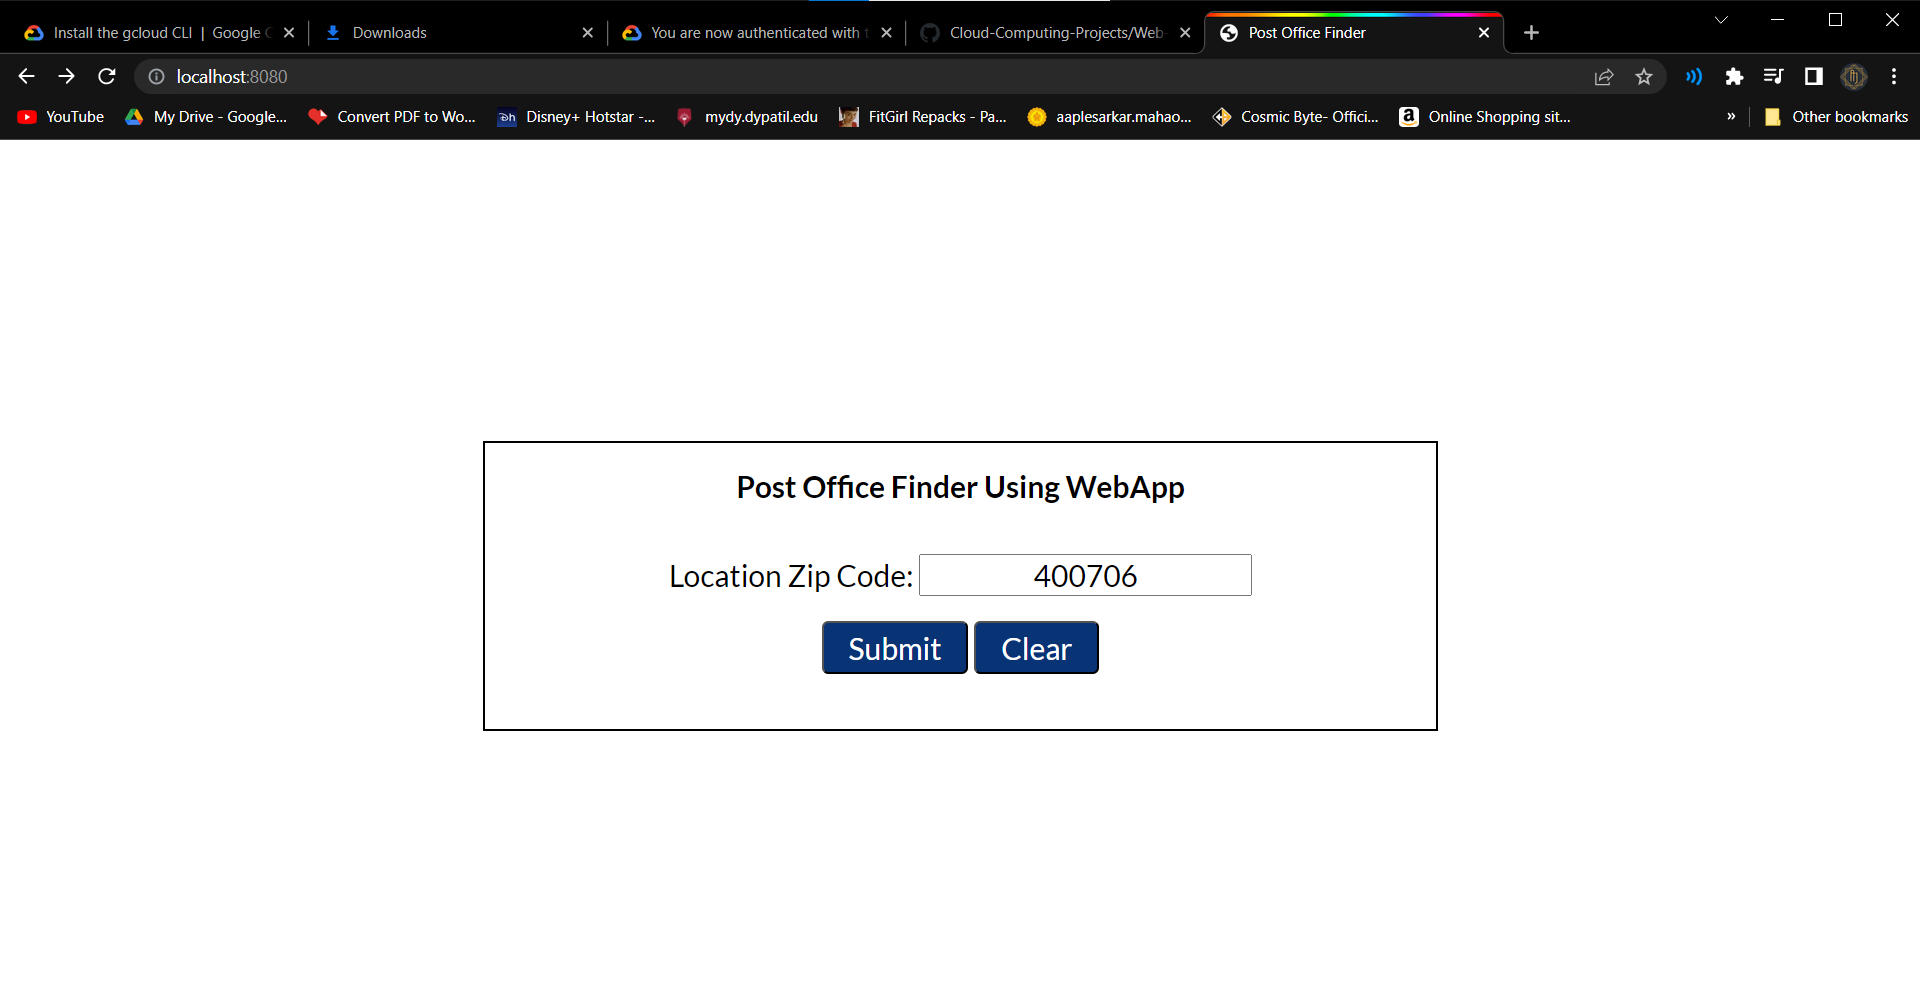 Install the gcloud CLI | Google C
Downloads
You are now authenticated with t
Cloud-Computing-Projects/Web-
Post Office Finder
localhost:8080
YouTube
My Drive - Google...
Convert PDF to Wo...
Disney+ Hotstar -...
mydy.dypatil.edu
FitGirl Repacks - Pa...
aaplesarkar.mahao...
Cosmic Byte- Offici...
Online Shopping sit...
»
Other bookmarks
Post Office Finder Using WebApp
Location Zip Code: 400706
Submit Clear